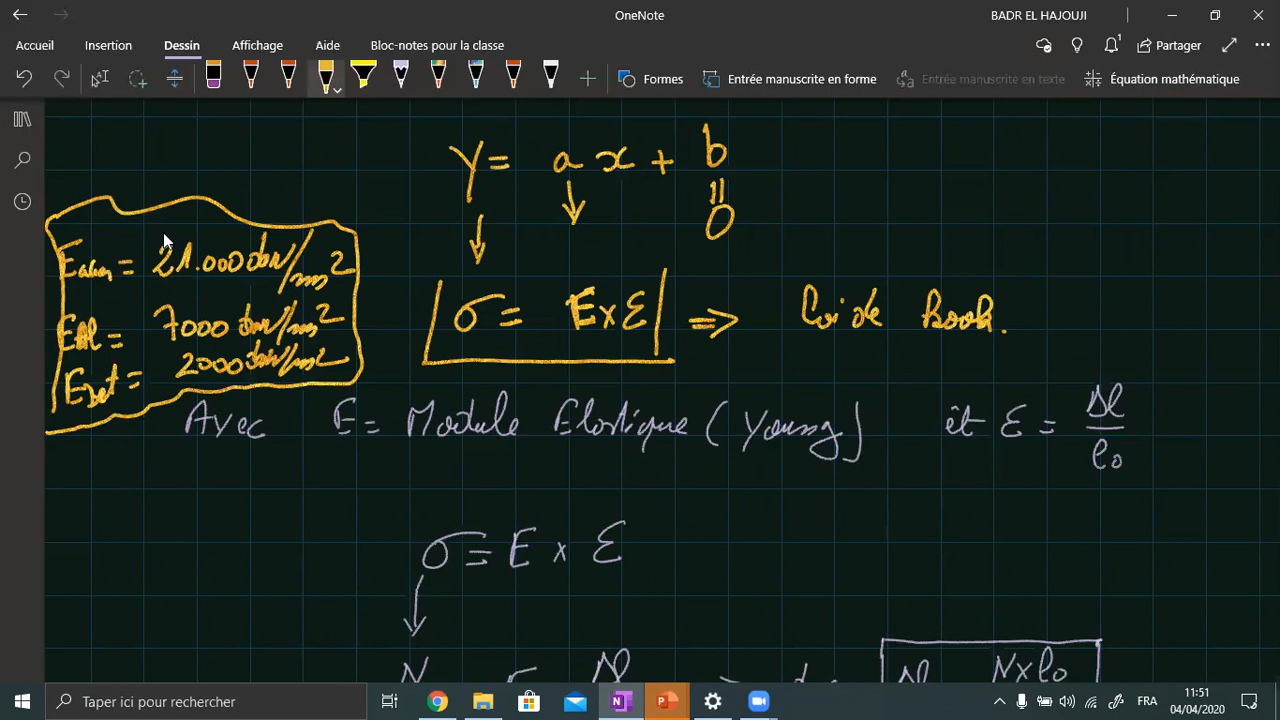 OneNote
BADR EL HAJOUJI
Accueil Insertion Dessin Affichage Aide Bloc-notes pour la classe
Partager
Formes Entrée manuscrite en forme Entrée manuscrite en texte Équation mathématique
Y = a x + b
= 0
E = 21.000 daN/mm2
EAl = 7000 daN/mm2
Ebet = 2000 daN/mm2
σ = E x Ɛ => Loi de Hook.
Avec E = Module Elastique (Young) et Ɛ = Δl / l0
σ = E x Ɛ
N Δl Δl N x l0
Taper ici pour rechercher
FRA
11:51
04/04/2020